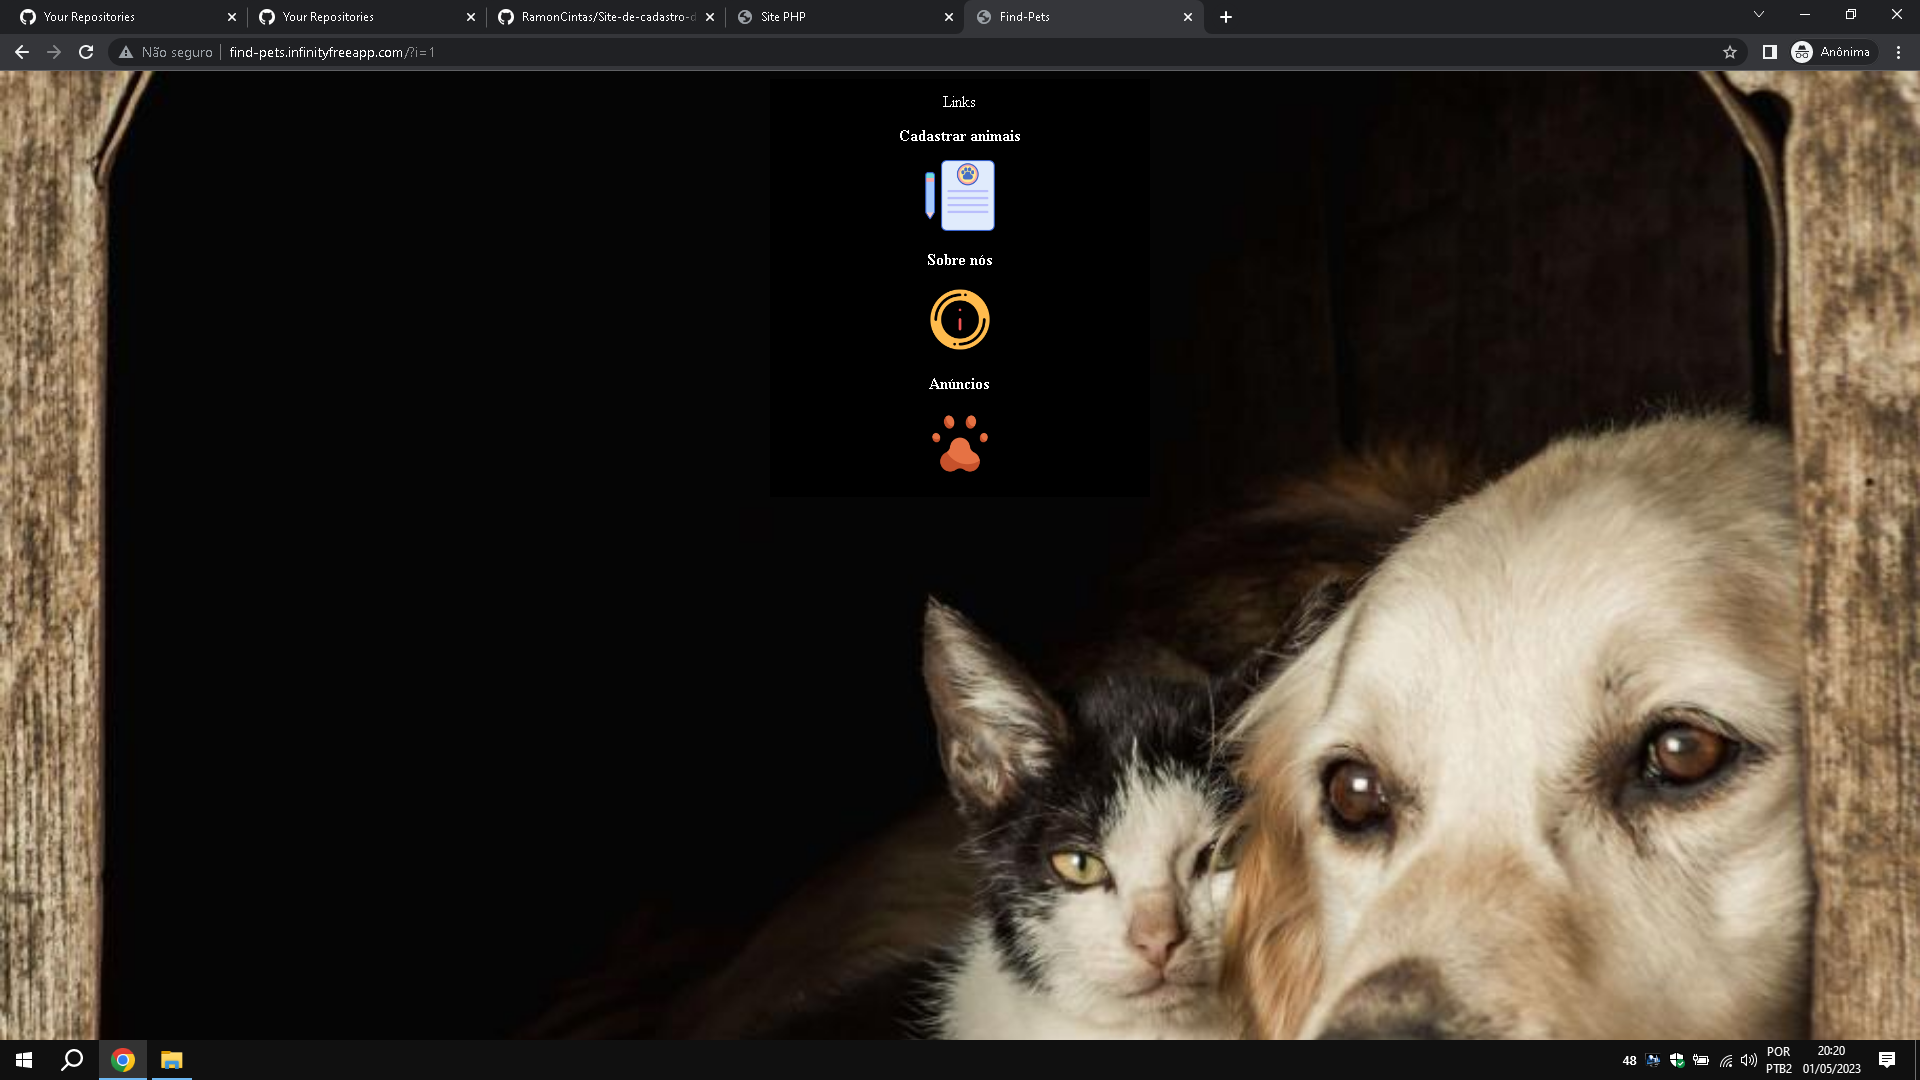 Your Repositories
Your Repositories
RamonCintas/Site-de-cadastro-d
Site PHP
Find-Pets
Não seguro
find-pets.infinityfreeapp.com/?i=1
Anônima
Links
Cadastrar animais
Sobre nós
i
Anúncios
48
POR
PTB2
20:20
01/05/2023